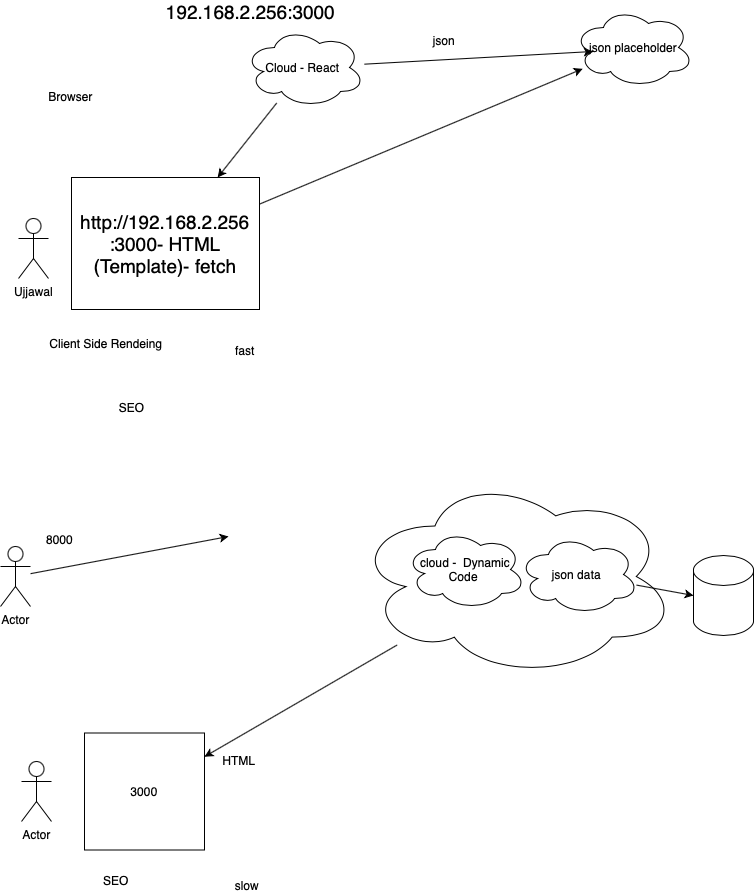 192.168.2.256:3000
json
json placeholder
Cloud - React
Browser
http://192.168.2.256
:3000- HTML
(Template)- fetch
Ujjawal
Client Side Rendeing
fast
SEO
8000
cloud - Dynamic
Code
json data
Actor
HTML
3000
Actor
SEO
slow